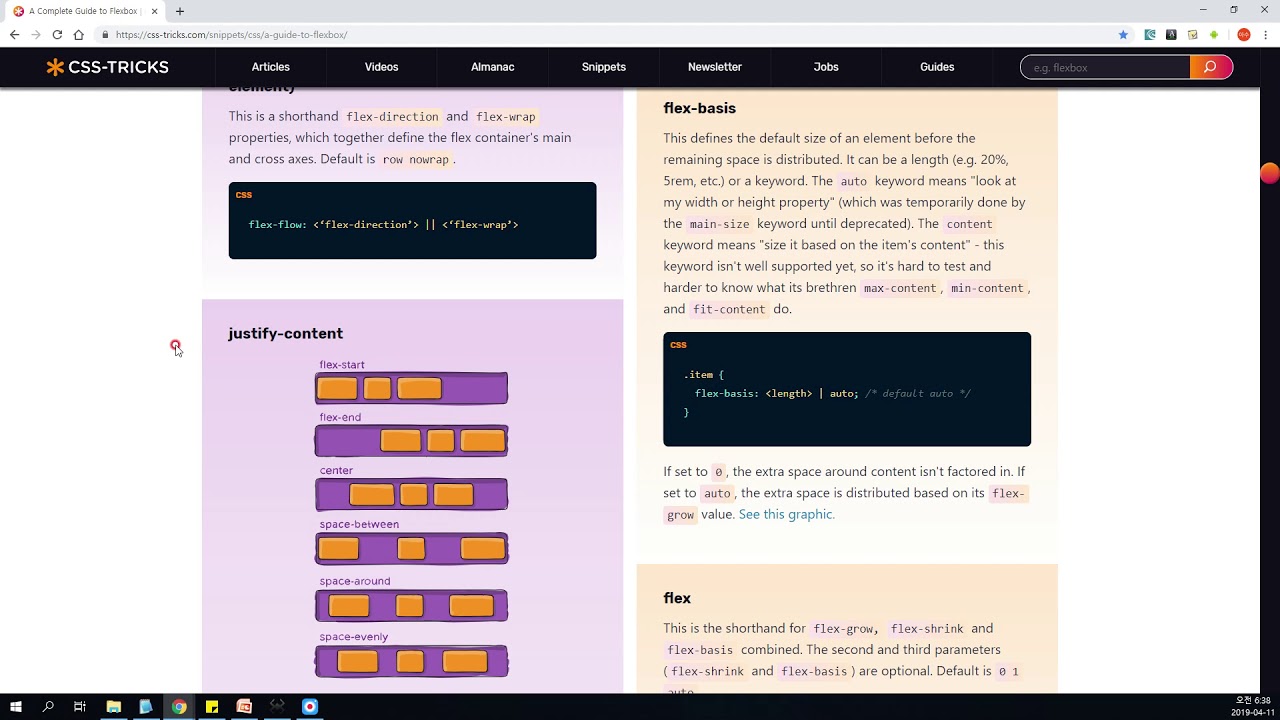 A Complete Guide to Flexbox |
https://css-tricks.com/snippets/css/a-guide-to-flexbox/
CSS-TRICKS
Articles
Videos
Almanac
Snippets
Newsletter
Jobs
Guides
e.g. flexbox
element)
This is a shorthand flex-direction and flex-wrap
properties, which together define the flex container's main
and cross axes. Default is row nowrap.
CSS
flex-flow: <‘flex-direction’> || <‘flex-wrap’>
justify-content
flex-start
flex-end
center
space-between
space-around
space-evenly
flex-basis
This defines the default size of an element before the
remaining space is distributed. It can be a length (e.g. 20%,
5rem, etc.) or a keyword. The auto keyword means "look at
my width or height property" (which was temporarily done by
the main-size keyword until deprecated). The content
keyword means "size it based on the item's content" - this
keyword isn't well supported yet, so it's hard to test and
harder to know what its brethren max-content, min-content,
and fit-content do.
CSS
.item {
flex-basis: <length> | auto; /* default auto */
}
If set to 0, the extra space around content isn't factored in. If
set to auto, the extra space is distributed based on its flex-
grow value. See this graphic.
flex
This is the shorthand for flex-grow, flex-shrink and
flex-basis combined. The second and third parameters
(flex-shrink and flex-basis) are optional. Default is 0 1
auto
오전 6:38
2019-04-11